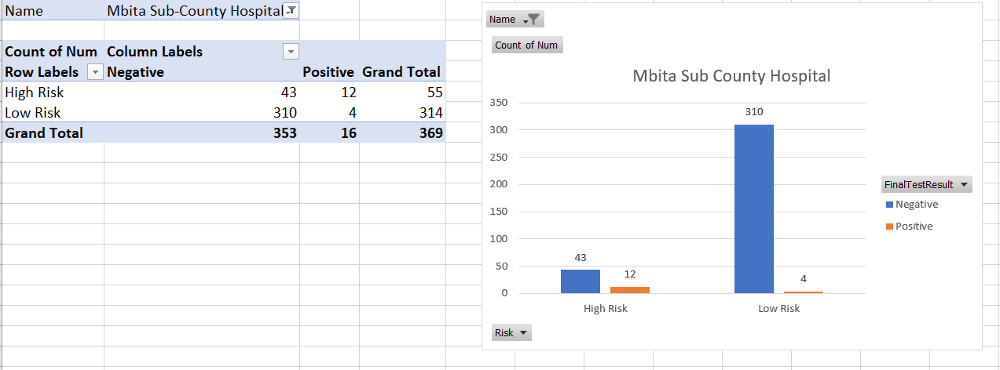 Name Mbita Sub-County Hospital
Count of Num Column Labels
Row Labels Negative Positive Grand Total
High Risk 43 12 55
Low Risk 310 4 314
Grand Total 353 16 369
Name
Count of Num
Mbita Sub County Hospital
350
300
250
200
150
100
50
0
43
12
310
4
High Risk
Low Risk
FinalTestResult
Negative
Positive
Risk